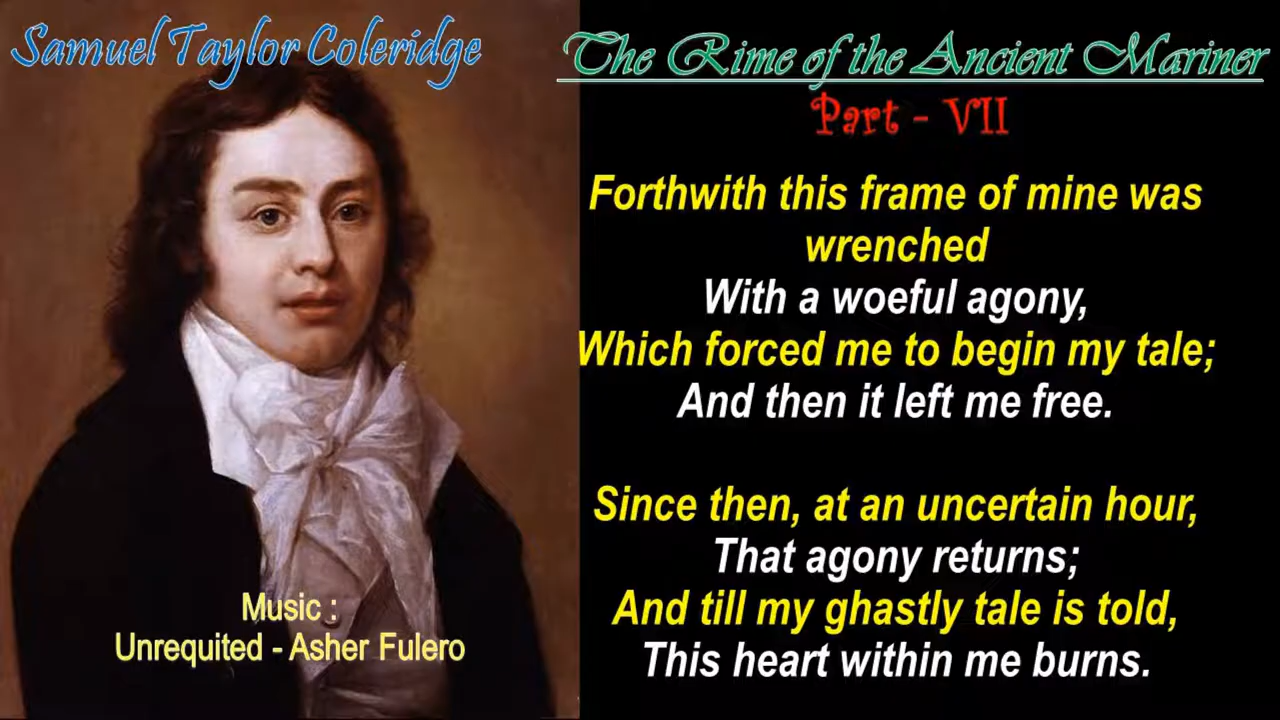 Samuel Taylor Coleridge
The Rime of the Ancient Mariner
Part - VII
Forthwith this frame of mine was
wrenched
With a woeful agony,
Which forced me to begin my tale;
And then it left me free.
Since then, at an uncertain hour,
That agony returns;
And till my ghastly tale is told,
This heart within me burns.
Music :
Unrequited - Asher Fulero